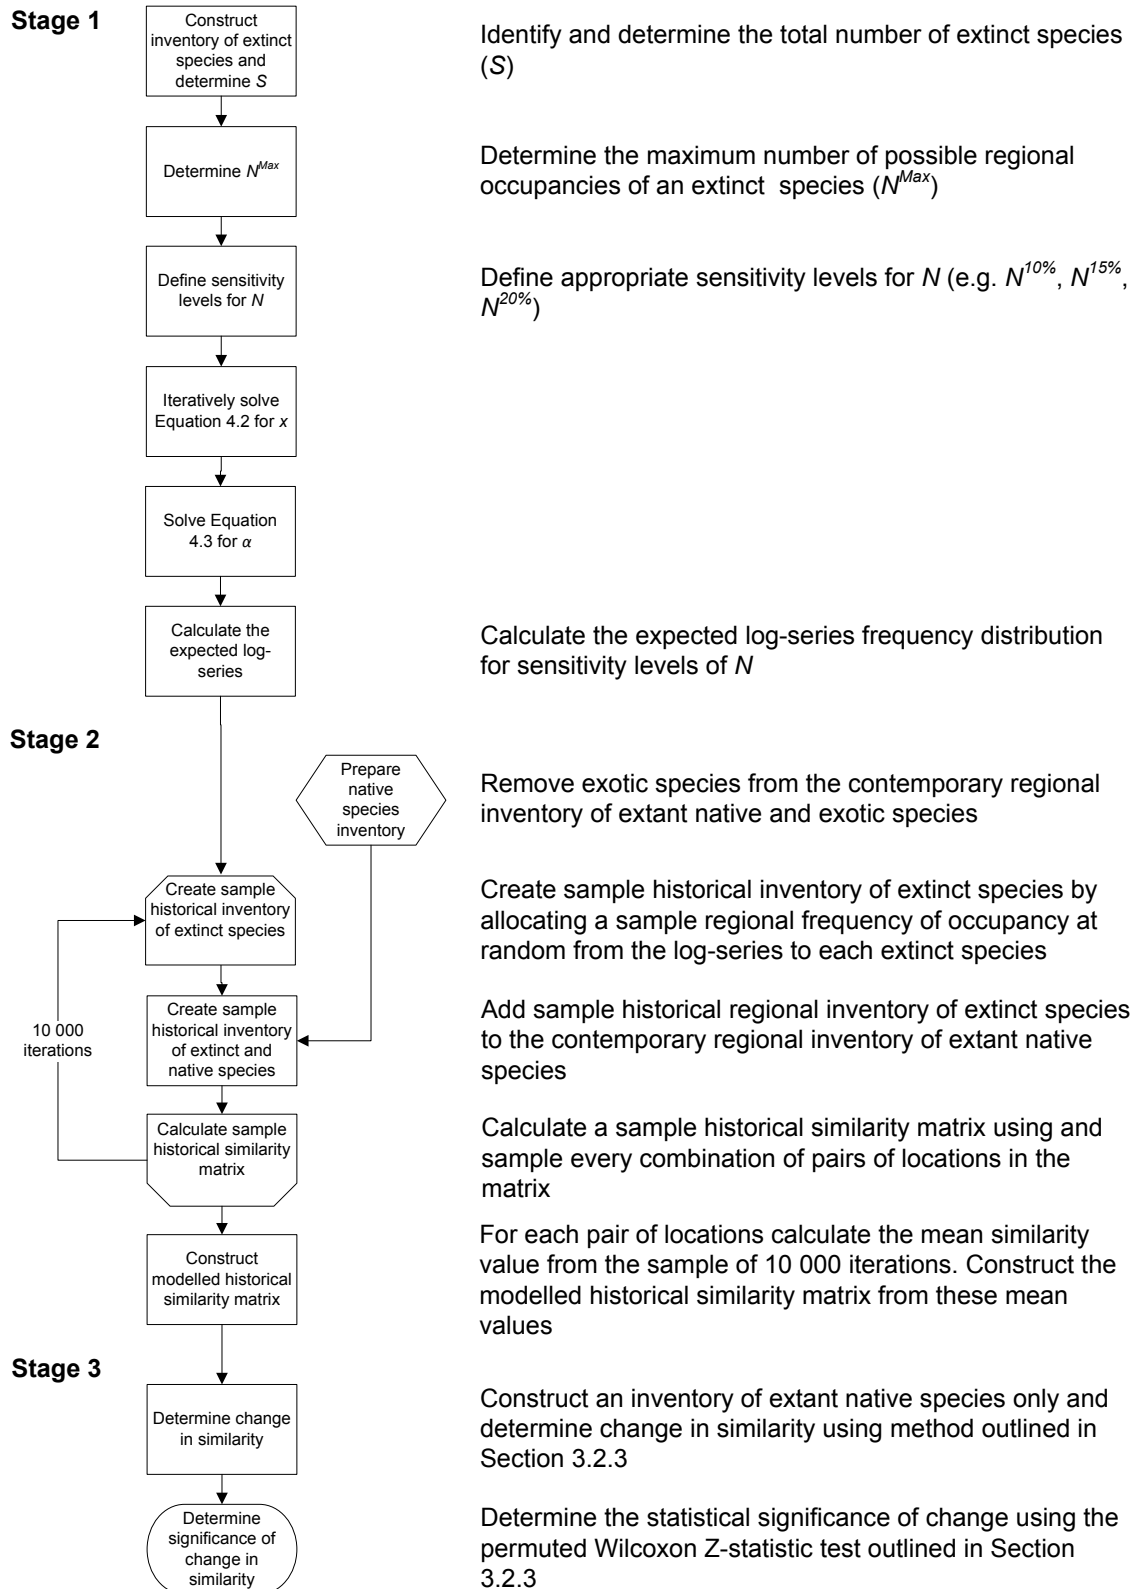 Stage 1
Construct
inventory of extinct
species and
determine S
Identify and determine the total number of extinct species
(S)
Determine N^Max
Determine the maximum number of possible regional
occupancies of an extinct species (N^Max)
Define sensitivity
levels for N
Define appropriate sensitivity levels for N (e.g. N^10%, N^15%,
N^20%)
Iteratively solve
Equation 4.2 for x
Solve Equation
4.3 for α
Calculate the
expected log-
series
Calculate the expected log-series frequency distribution
for sensitivity levels of N
Stage 2
Prepare
native
species
inventory
Remove exotic species from the contemporary regional
inventory of extant native and exotic species
Create sample
historical inventory
of extinct species
Create sample historical inventory of extinct species by
allocating a sample regional frequency of occupancy at
random from the log-series to each extinct species
10 000
iterations
Create sample
historical inventory
of extinct and
native species
Add sample historical regional inventory of extinct species
to the contemporary regional inventory of extant native
species
Calculate sample
historical similarity
matrix
Calculate a sample historical similarity matrix using and
sample every combination of pairs of locations in the
matrix
Construct
modelled historical
similarity matrix
For each pair of locations calculate the mean similarity
value from the sample of 10 000 iterations. Construct the
modelled historical similarity matrix from these mean
values
Stage 3
Determine change
in similarity
Construct an inventory of extant native species only and
determine change in similarity using method outlined in
Section 3.2.3
Determine
significance of
change in
similarity
Determine the statistical significance of change using the
permuted Wilcoxon Z-statistic test outlined in Section
3.2.3